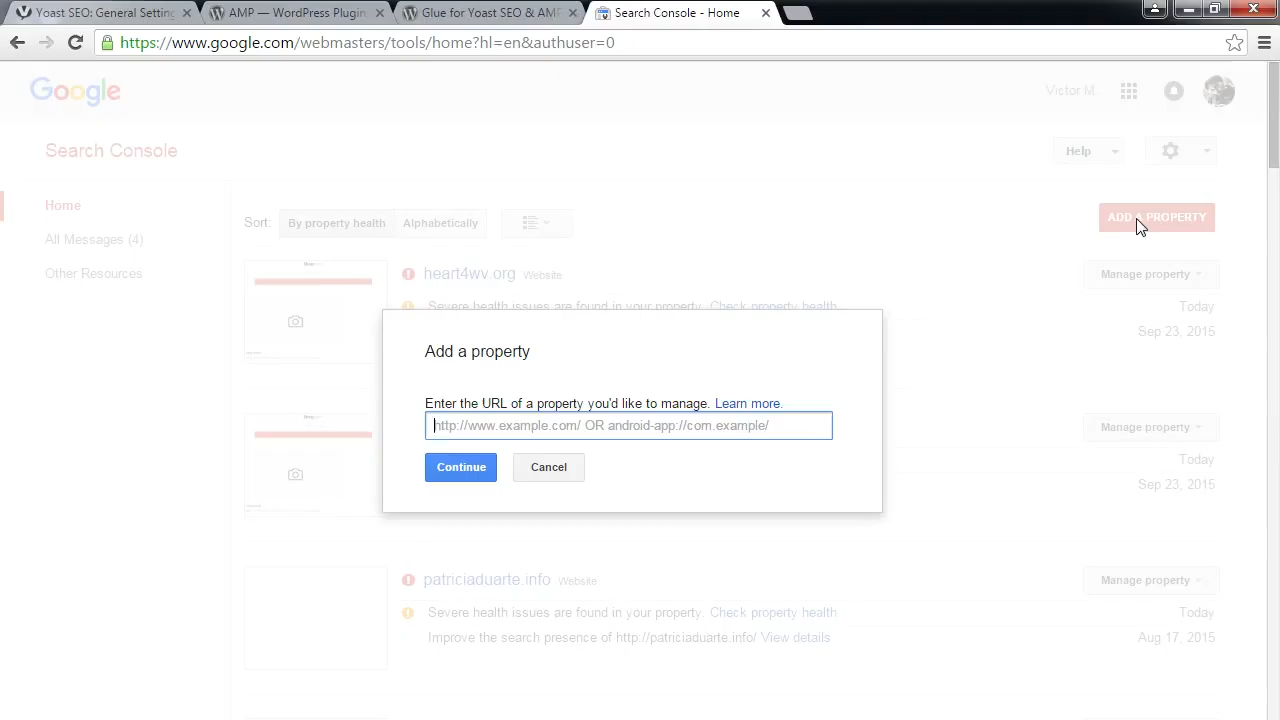 Yoast SEO: General Setting
AMP — WordPress Plugin
Glue for Yoast SEO & AMP
Search Console - Home
https://www.google.com/webmasters/tools/home?hl=en&authuser=0
Google
Victor M...
Search Console
Help
Home
All Messages (4)
Other Resources
Sort: By property health Alphabetically
ADD A PROPERTY
heart4wv.org Website
Manage property
Severe health issues are found in your property. Check property health
Today
Sep 23, 2015
Add a property
Enter the URL of a property you'd like to manage. Learn more.
http://www.example.com/ OR android-app://com.example/
Continue Cancel
Manage property
Today
Sep 23, 2015
patriciaduarte.info Website
Manage property
Severe health issues are found in your property. Check property health
Today
Improve the search presence of http://patriciaduarte.info/ View details
Aug 17, 2015